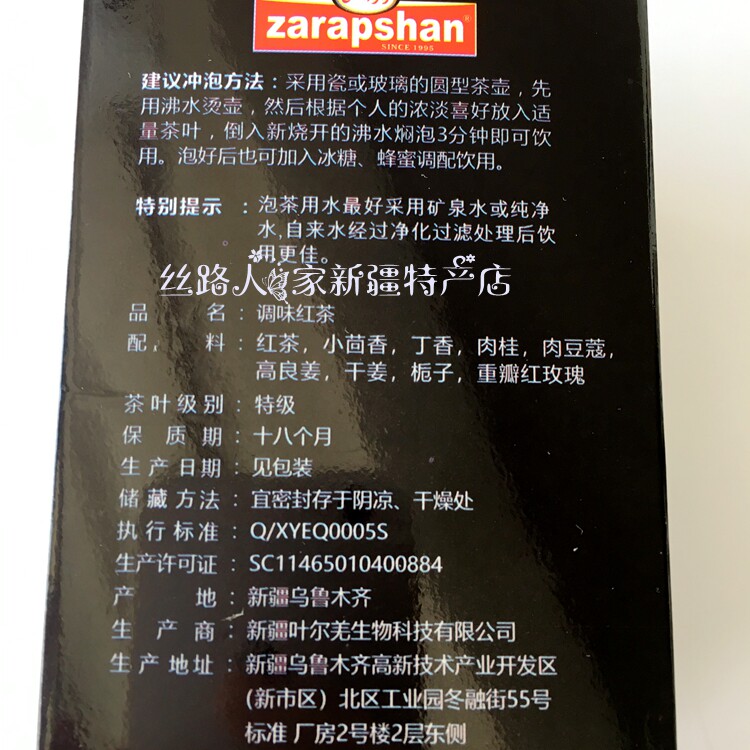 zarapshan®
SINCE 1995
建议冲泡方法：采用瓷或玻璃的圆型茶壶，先
用沸水烫壶，然后根据个人的浓淡喜好放入适
量茶叶，倒入新烧开的沸水焖泡3分钟即可饮
用。泡好后也可加入冰糖、蜂蜜调配饮用。
特别提示：泡茶用水最好采用矿泉水或纯净
水,自来水经过净化过滤处理后饮
用更佳。
丝路人家新疆特产店
品名：调味红茶
配料：红茶，小茴香，丁香，肉桂，肉豆蔻，
高良姜，干姜，栀子，重瓣红玫瑰
茶叶级别：特级
保质期：十八个月
生产日期：见包装
储藏方法：宜密封存于阴凉、干燥处
执行标准：Q/XYEQ0005S
生产许可证：SC11465010400884
产地：新疆乌鲁木齐
生产商：新疆叶尔羌生物科技有限公司
生产地址：新疆乌鲁木齐高新技术产业开发区
(新市区）北区工业园冬融街55号
标准厂房2号楼2层东侧